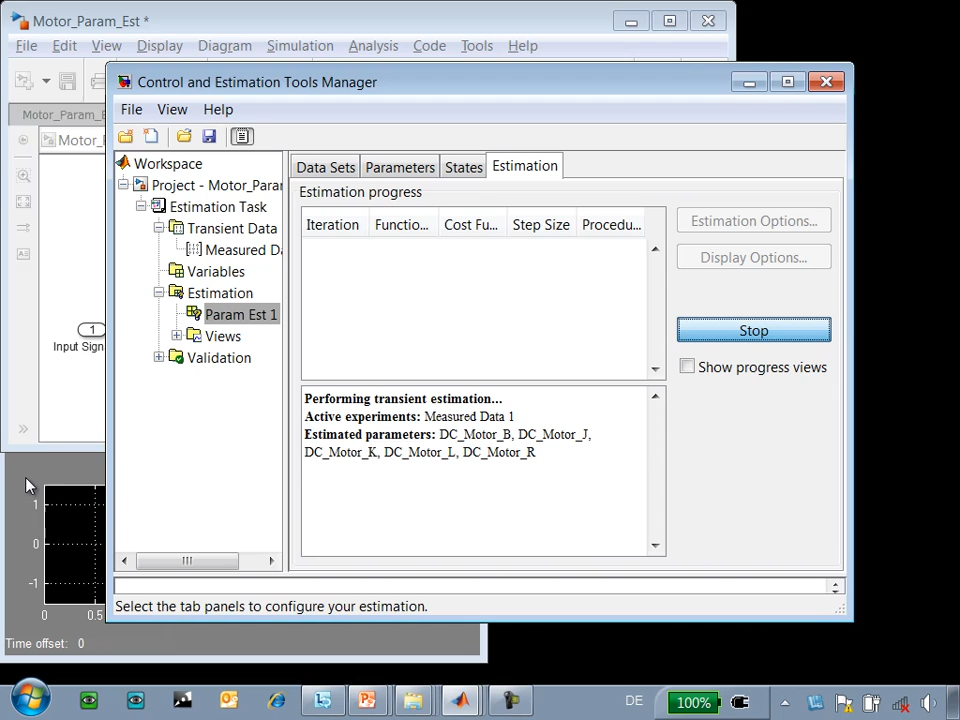 Motor_Param_Est *
File Edit View Display Diagram Simulation Analysis Code Tools Help
Control and Estimation Tools Manager
File View Help
Motor_Param_E
Motor_E
Workspace
Project - Motor_Para
Estimation Task
Transient Data
Measured Da
Variables
Estimation
Param Est 1
Views
Validation
Data Sets Parameters States Estimation
Estimation progress
Iteration Functio... Cost Fu... Step Size Procedu...
Estimation Options...
Display Options...
Stop
Show progress views
Performing transient estimation...
Active experiments: Measured Data 1
Estimated parameters: DC_Motor_B, DC_Motor_J,
DC_Motor_K, DC_Motor_L, DC_Motor_R
1
Input Sign
1
0
-1
0 0.5
Time offset: 0
Select the tab panels to configure your estimation.
DE 100%